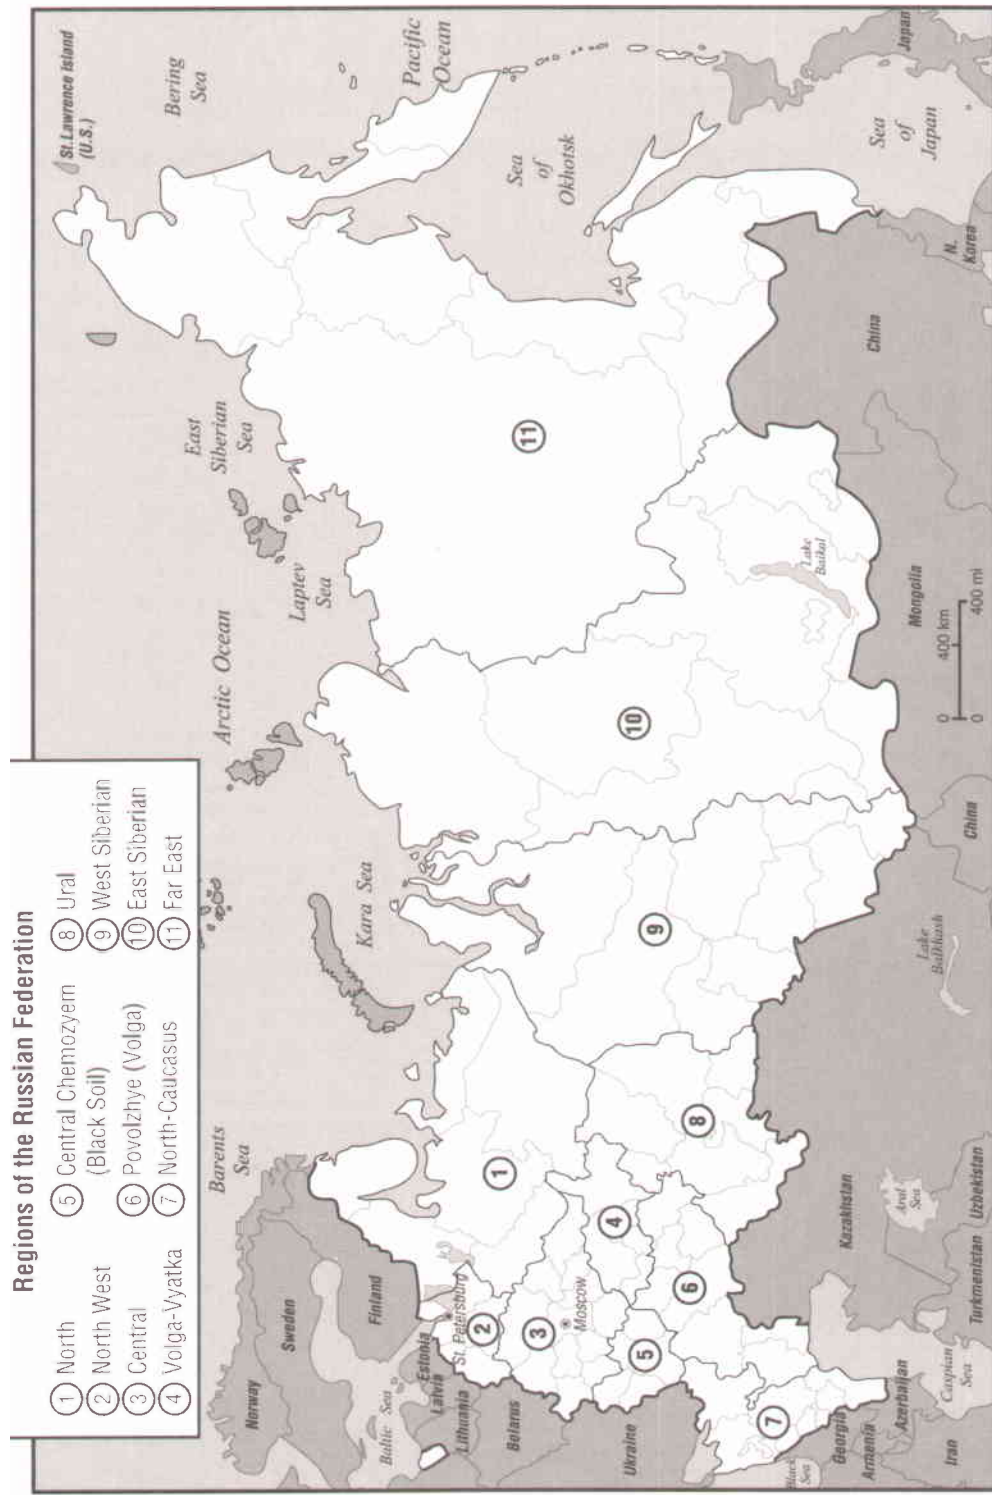 Regions of the Russian Federation
1 North
2 North West
3 Central
4 Volga-Vyatka
5 Central Chemozyem
(Black Soil)
6 Povolzhye (Volga)
7 North-Caucasus
8 Ural
9 West Siberian
10 East Siberian
11 Far East
St. Lawrence Island
(U.S.)
Bering
Sea
Pacific
Ocean
Arctic Ocean
East
Siberian
Sea
Laptev
Sea
Kara Sea
Barents
Sea
Sea
of
Okhotsk
Sea
of
Japan
Japan
N.
Korea
China
Mongolia
China
Lake
Baikal
Lake
Balkkash
Kazakhstan
Aral
Sea
Uzbekistan
Turkmenistan
Caspian
Sea
Iran
Azerbaijan
Armenia
Georgia
Black
Sea
Ukraine
Belarus
Lithuania
Latvia
Estonia
Baltic Sea
Finland
Sweden
Norway
St. Petersburg
Moscow
1
2
3
4
5
6
7
8
9
10
11
0 400 km
0 400 mi